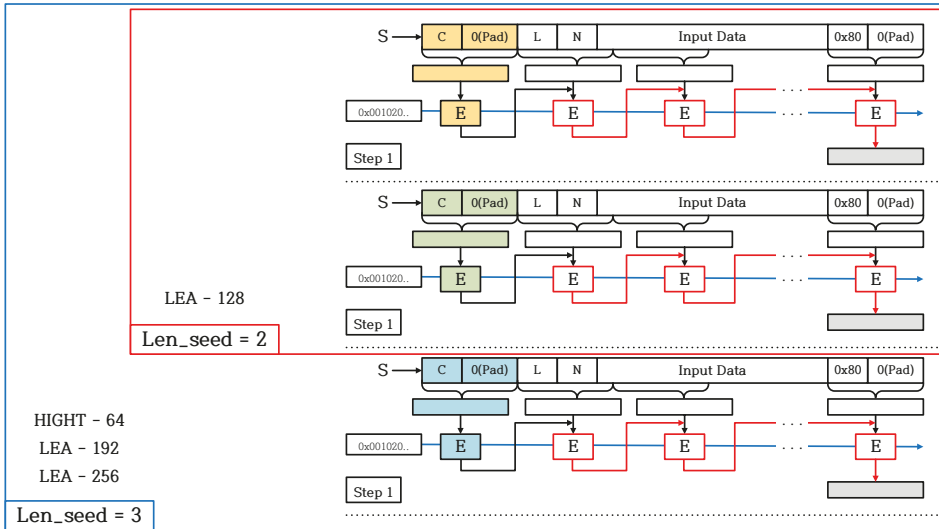 S C 0(Pad) L N Input Data 0x80 0(Pad)
0x001020.. E E E ... ... E
Step 1
S C 0(Pad) L N Input Data 0x80 0(Pad)
0x001020.. E E E ... ... E
LEA - 128
Step 1
Len_seed = 2
S C 0(Pad) L N Input Data 0x80 0(Pad)
HIGHT - 64
0x001020.. E E E ... ... E
LEA - 192
LEA - 256
Step 1
Len_seed = 3